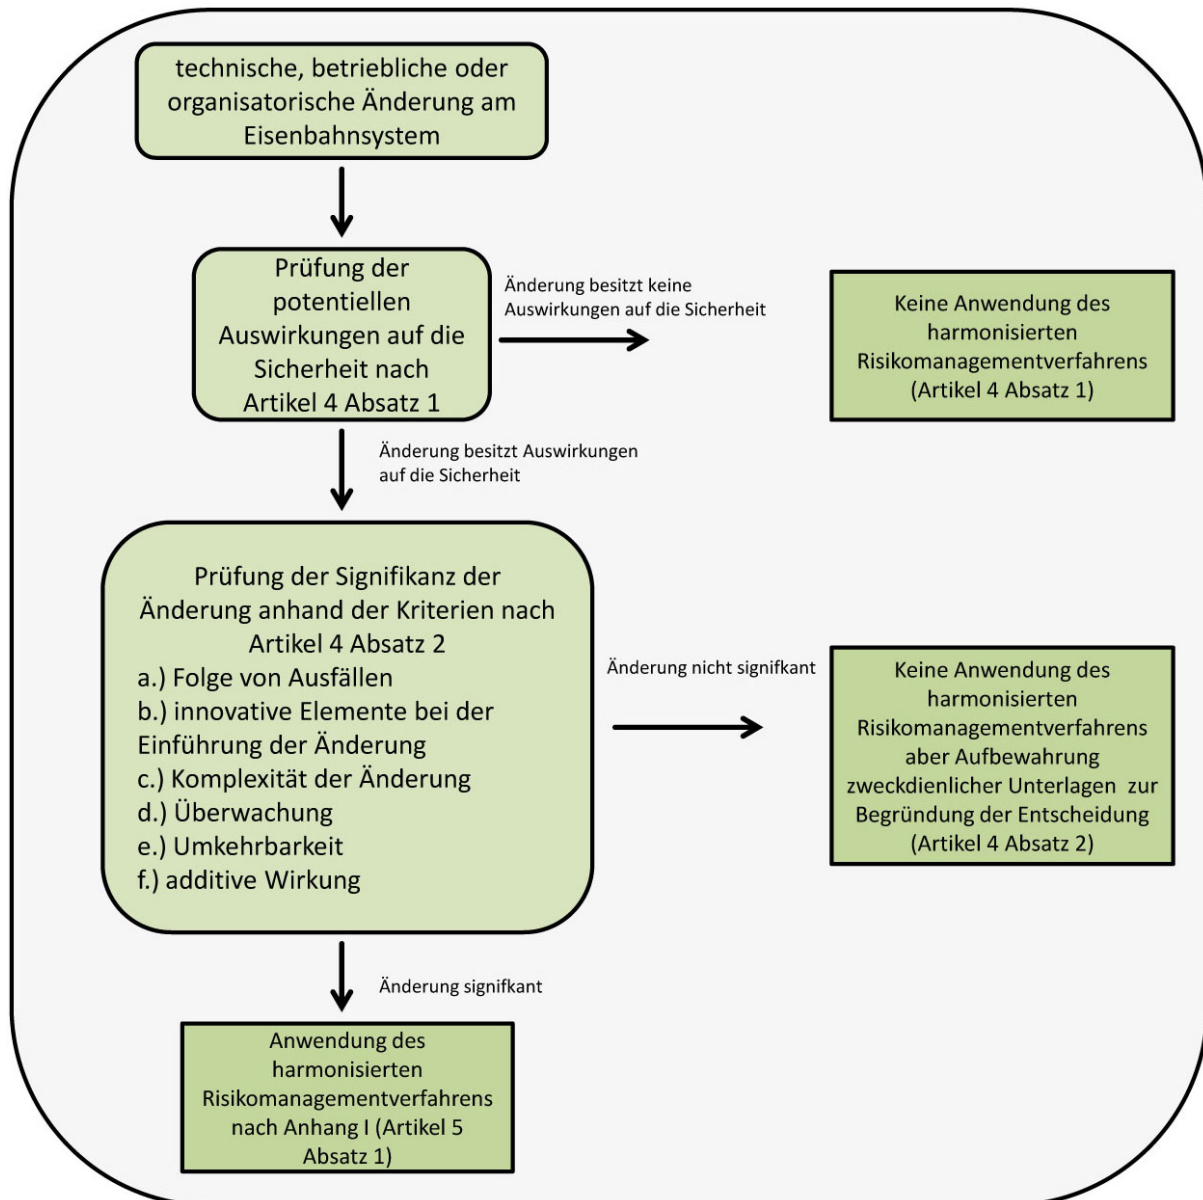 technische, betriebliche oder
organisatorische Änderung am
Eisenbahnsystem
Prüfung der
potentiellen
Auswirkungen auf die
Sicherheit nach
Artikel 4 Absatz 1
Änderung besitzt keine
Auswirkungen auf die Sicherheit
Keine Anwendung des
harmonisierten
Risikomanagementverfahrens
(Artikel 4 Absatz 1)
Änderung besitzt Auswirkungen
auf die Sicherheit
Prüfung der Signifikanz der
Änderung anhand der Kriterien nach
Artikel 4 Absatz 2
a.) Folge von Ausfällen
b.) innovative Elemente bei der
Einführung der Änderung
c.) Komplexität der Änderung
d.) Überwachung
e.) Umkehrbarkeit
f.) additive Wirkung
Änderung nicht signifkant
Keine Anwendung des
harmonisierten
Risikomanagementverfahrens
aber Aufbewahrung
zweckdienlicher Unterlagen zur
Begründung der Entscheidung
(Artikel 4 Absatz 2)
Änderung signifkant
Anwendung des
harmonisierten
Risikomanagementverfahrens
nach Anhang I (Artikel 5
Absatz 1)